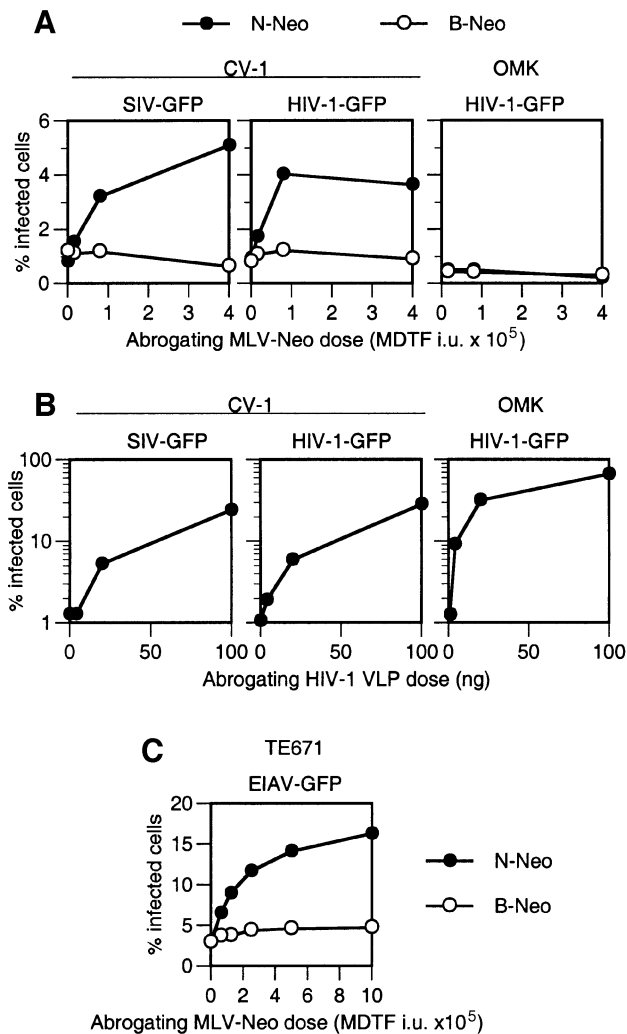 A
N-Neo B-Neo
CV-1 OMK
SIV-GFP HIV-1-GFP HIV-1-GFP
% infected cells
6
4
2
0
0 1 2 3 4 0 1 2 3 4 0 1 2 3 4
Abrogating MLV-Neo dose (MDTF i.u. x 10⁵)
B
CV-1 OMK
SIV-GFP HIV-1-GFP HIV-1-GFP
% infected cells
100
10
1
0 50 100 0 50 100 0 50 100
Abrogating HIV-1 VLP dose (ng)
C
TE671
EIAV-GFP
% infected cells
20
15
10
5
0
0 2 4 6 8 10
N-Neo
B-Neo
Abrogating MLV-Neo dose (MDTF i.u. x10⁵)